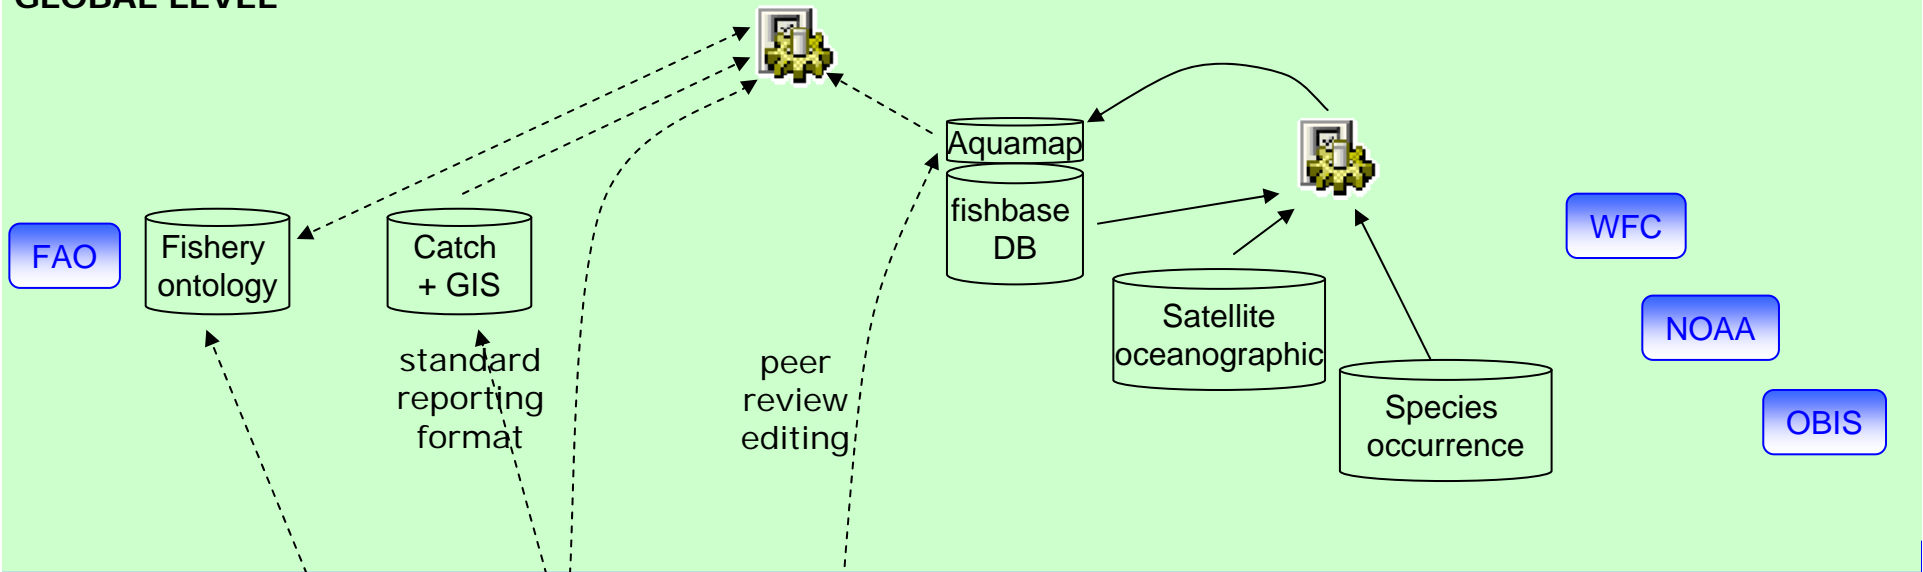 GLOBAL LEVEL
FAO
Fishery
ontology
Catch
+ GIS
standard
reporting
format
peer
review
editing
Aquamap
fishbase
DB
Satellite
oceanographic
Species
occurrence
WFC
NOAA
OBIS